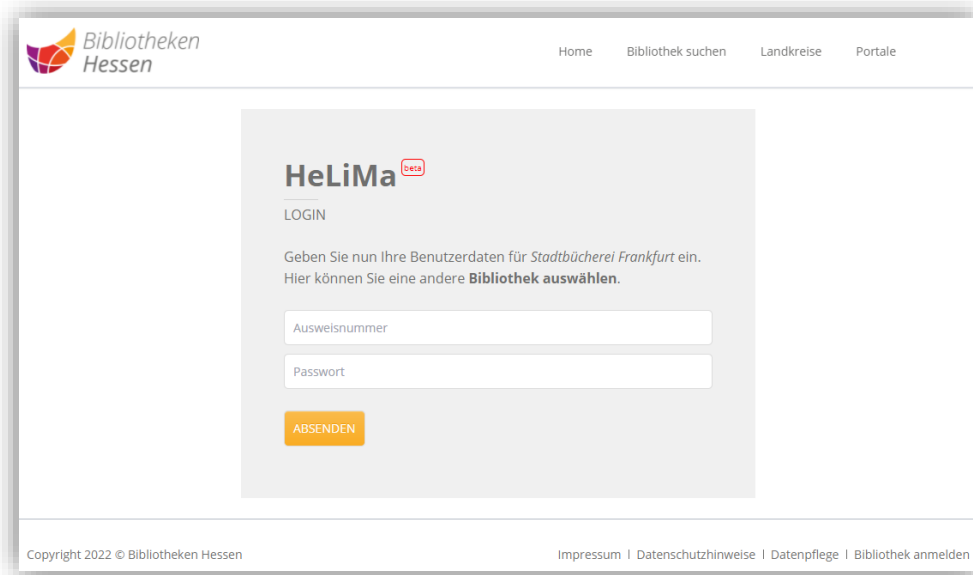 Bibliotheken
Hessen
Home Bibliothek suchen Landkreise Portale
HeLiMa beta
LOGIN
Geben Sie nun Ihre Benutzerdaten für Stadtbücherei Frankfurt ein.
Hier können Sie eine andere Bibliothek auswählen.
Ausweisnummer
Passwort
ABSENDEN
Copyright 2022 © Bibliotheken Hessen
Impressum | Datenschutzhinweise | Datenpflege | Bibliothek anmelden